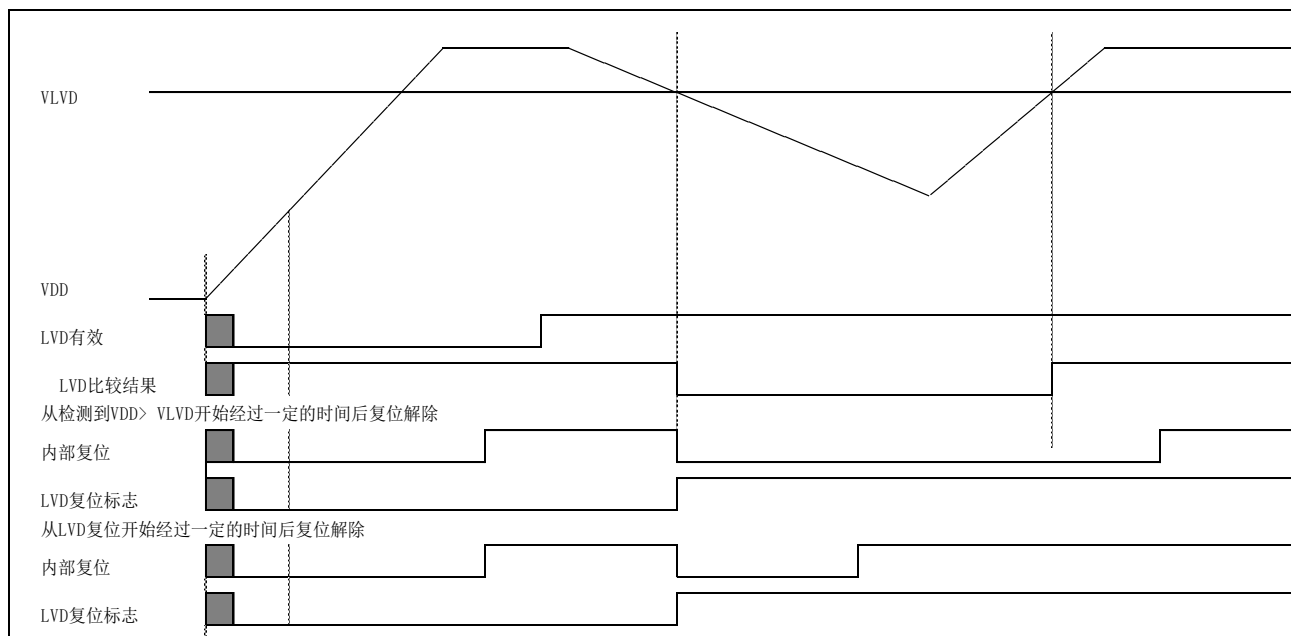 VLVD
VDD
LVD有效
LVD比较结果
从检测到VDD> VLVD开始经过一定的时间后复位解除
内部复位
LVD复位标志
从LVD复位开始经过一定的时间后复位解除
内部复位
LVD复位标志